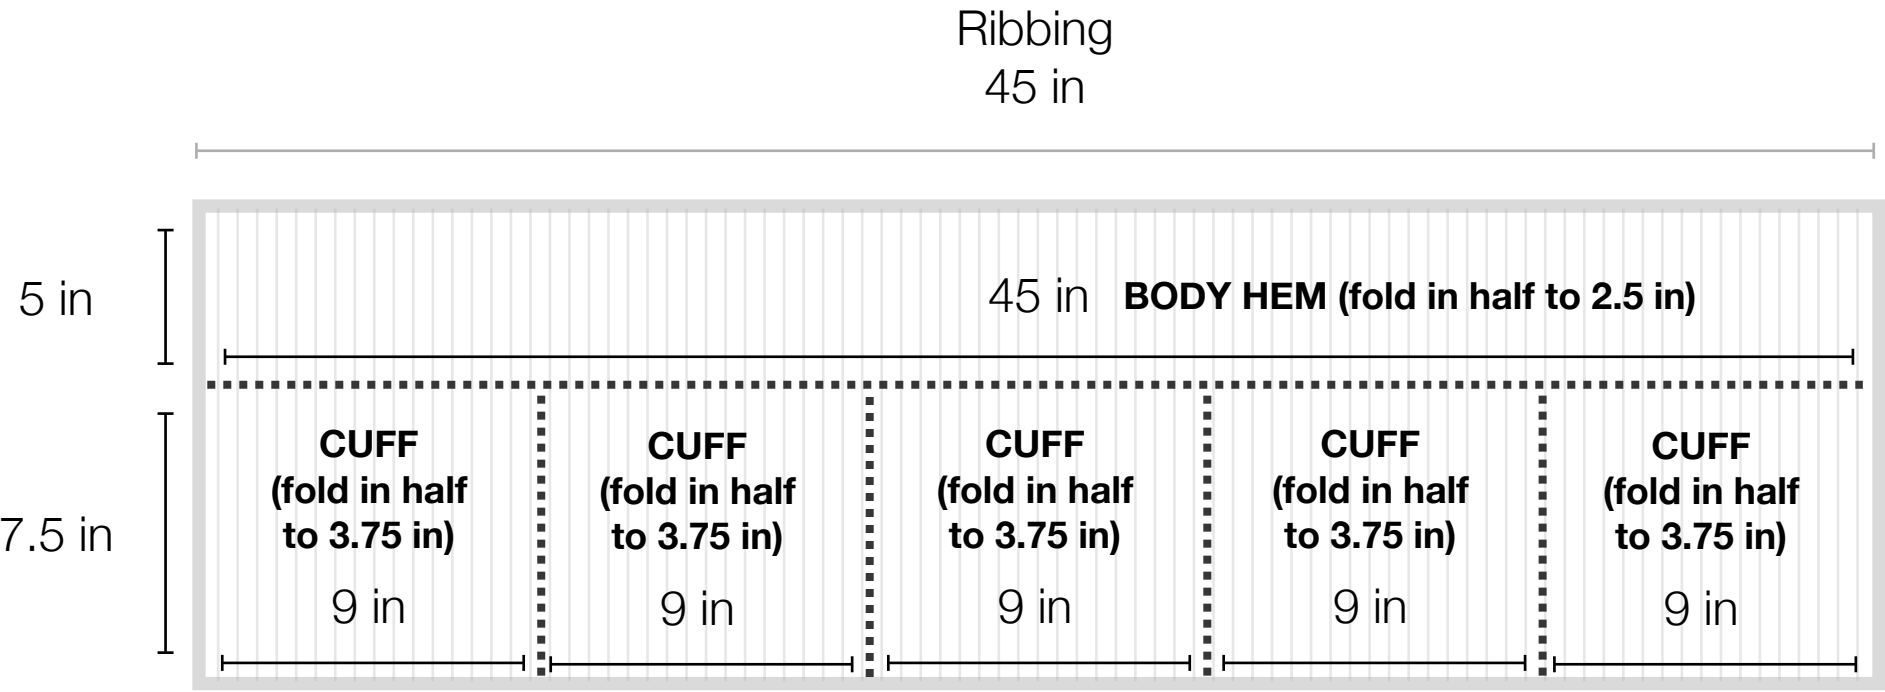 Ribbing
45 in
5 in
45 in BODY HEM (fold in half to 2.5 in)
7.5 in
CUFF
(fold in half
to 3.75 in)
9 in
CUFF
(fold in half
to 3.75 in)
9 in
CUFF
(fold in half
to 3.75 in)
9 in
CUFF
(fold in half
to 3.75 in)
9 in
CUFF
(fold in half
to 3.75 in)
9 in